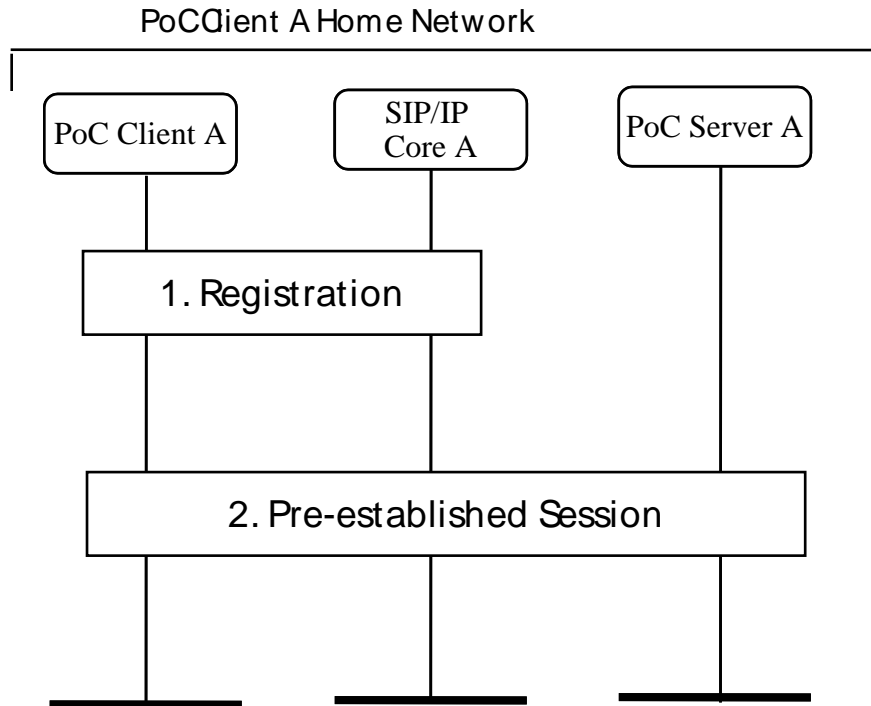 PoCClient A Home Network
PoC Client A
SIP/IP
Core A
PoC Server A
1. Registration
2. Pre-established Session